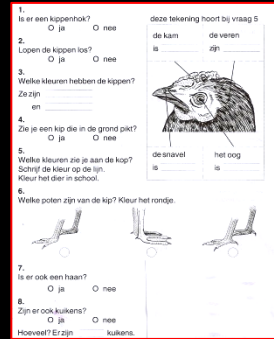 1.
Is er een kippenhok?
O ja O nee
2.
Lopen de kippen los?
O ja O nee
3.
Welke kleuren hebben de kippen?
Ze zijn
en
4.
Zie je een kip die in de grond pikt?
O ja O nee
5.
Welke kleuren zie je aan de kop?
Schrijf de kleur op de lijn.
Kleur het dier in school.
deze tekening hoort bij vraag 5
de kam
is
de veren
zijn
de snavel
is
het oog
is
6.
Welke poten zijn van de kip? Kleur het rondje.
7.
Is er ook een haan?
O ja O nee
8.
Zijn er ook kuikens?
O ja O nee
Hoeveel? Er zijn kuikens.